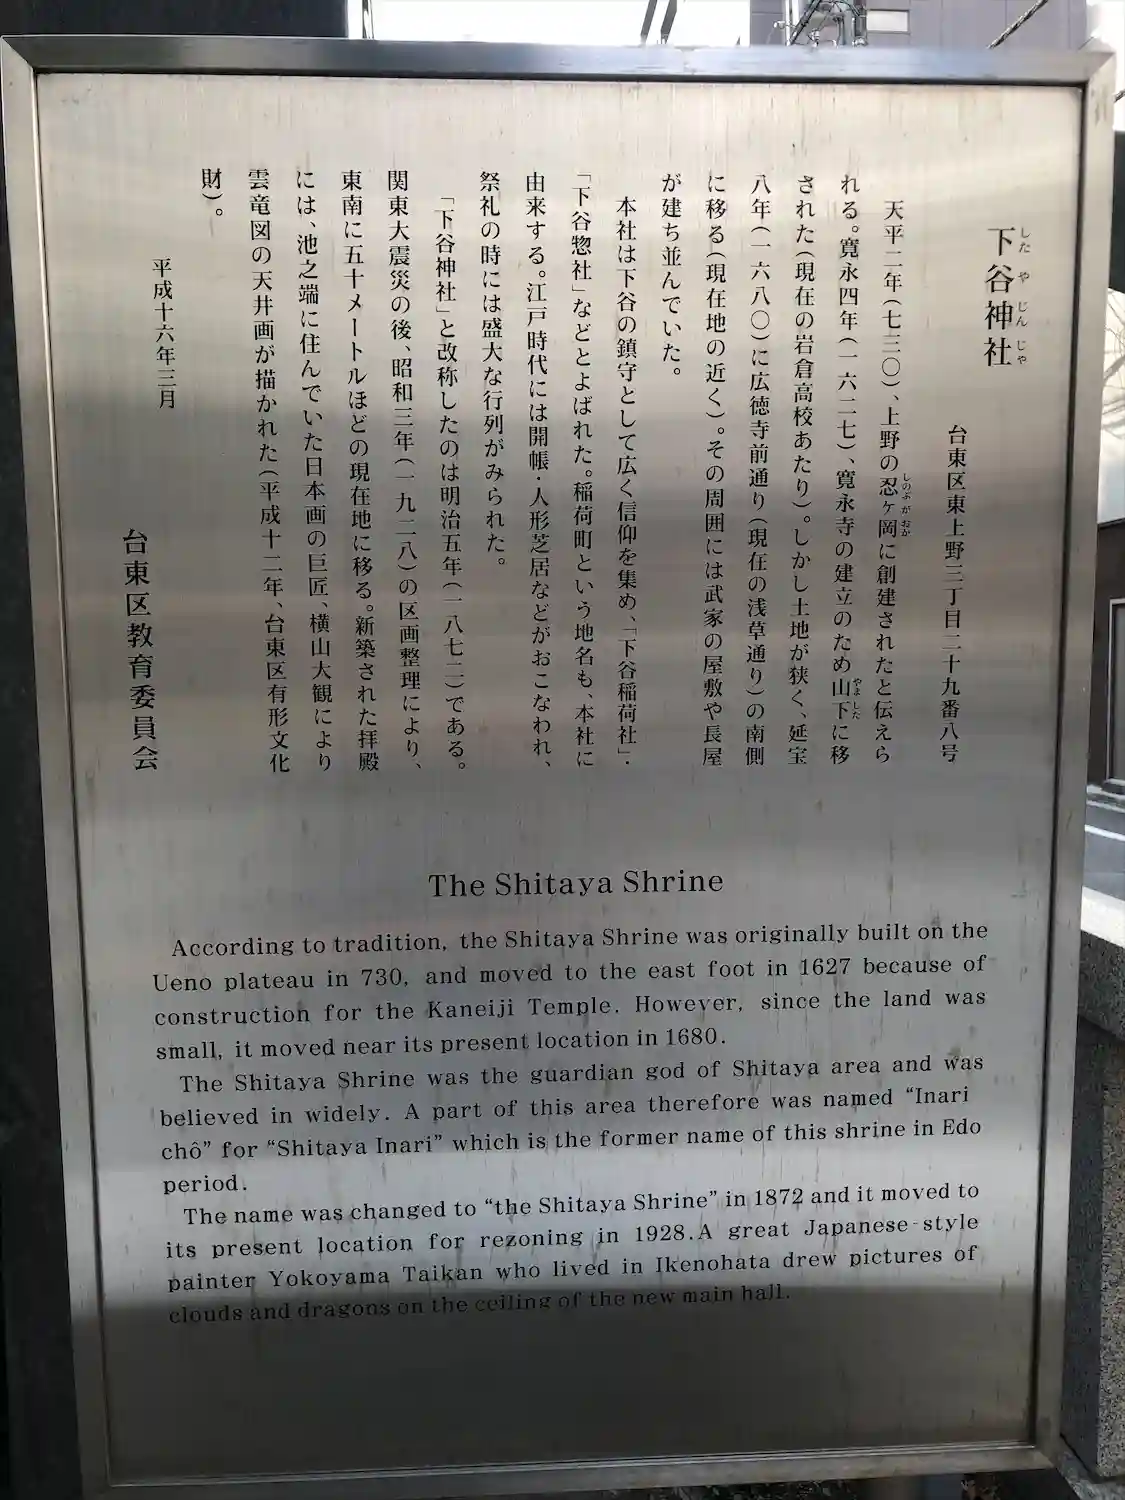 下谷神社
したやじんじゃ
台東区東上野三丁目二十九番八号
天平二年(七三〇)、上野の忍ヶ岡に創建されたと伝えら
しのぶがおか
れる。寛永四年(一六二七)、寛永寺の建立のため山下に移
やました
された(現在の岩倉高校あたり)。しかし土地が狭く、延宝
八年(一六八〇)に広徳寺前通り(現在の浅草通り)の南側
に移る(現在地の近く)。その周囲には武家の屋敷や長屋
が建ち並んでいた。
本社は下谷の鎮守として広く信仰を集め、「下谷稲荷社」・
「下谷惣社」などとよばれた。稲荷町という地名も、本社に
由来する。江戸時代には開帳・人形芝居などがおこなわれ、
祭礼の時には盛大な行列がみられた。
「下谷神社」と改称したのは明治五年(一八七二)である。
関東大震災の後、昭和三年(一九二八)の区画整理により、
東南に五十メートルほどの現在地に移る。新築された拝殿
には、池之端に住んでいた日本画の巨匠、横山大観により
雲竜図の天井画が描かれた(平成十二年、台東区有形文化
財)。
平成十六年三月
台東区教育委員会
The Shitaya Shrine
According to tradition, the Shitaya Shrine was originally built on the
Ueno plateau in 730, and moved to the east foot in 1627 because of
construction for the Kaneiji Temple. However, since the land was
small, it moved near its present location in 1680.
The Shitaya Shrine was the guardian god of Shitaya area and was
believed in widely. A part of this area therefore was named “Inari
chô” for “Shitaya Inari” which is the former name of this shrine in Edo
period.
The name was changed to “the Shitaya Shrine” in 1872 and it moved to
its present location for rezoning in 1928.A great Japanese-style
painter Yokoyama Taikan who lived in Ikenohata drew pictures of
clouds and dragons on the ceiling of the new main hall.